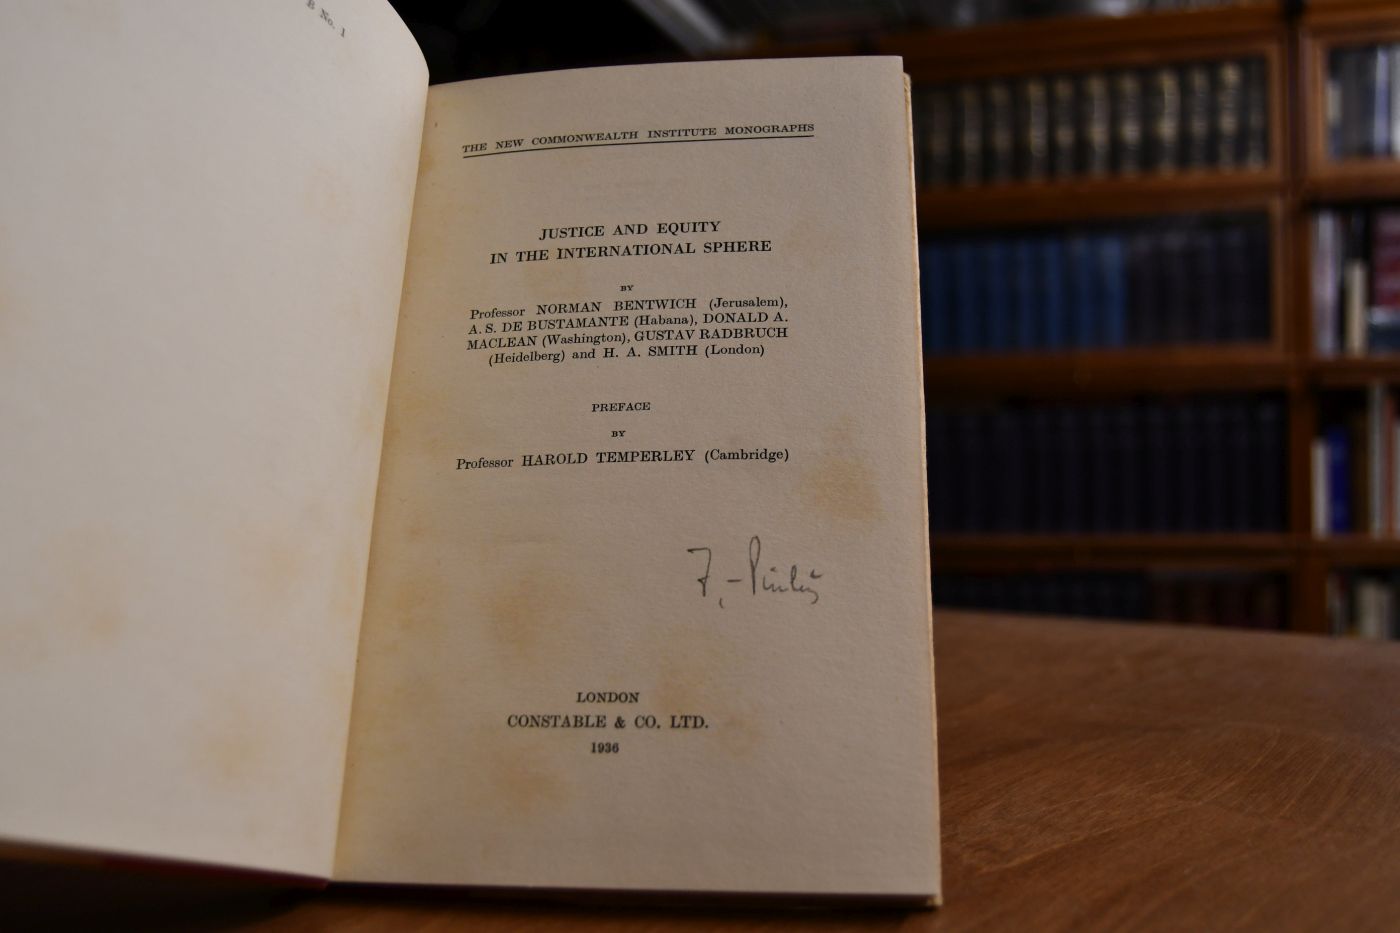 B No. 1
THE NEW COMMONWEALTH INSTITUTE MONOGRAPHS
JUSTICE AND EQUITY
IN THE INTERNATIONAL SPHERE
BY
Professor NORMAN BENTWICH (Jerusalem),
A. S. DE BUSTAMANTE (Habana), DONALD A.
MACLEAN (Washington), GUSTAV RADBRUCH
(Heidelberg) and H. A. SMITH (London)
PREFACE
BY
Professor HAROLD TEMPERLEY (Cambridge)
LONDON
CONSTABLE & CO. LTD.
1936